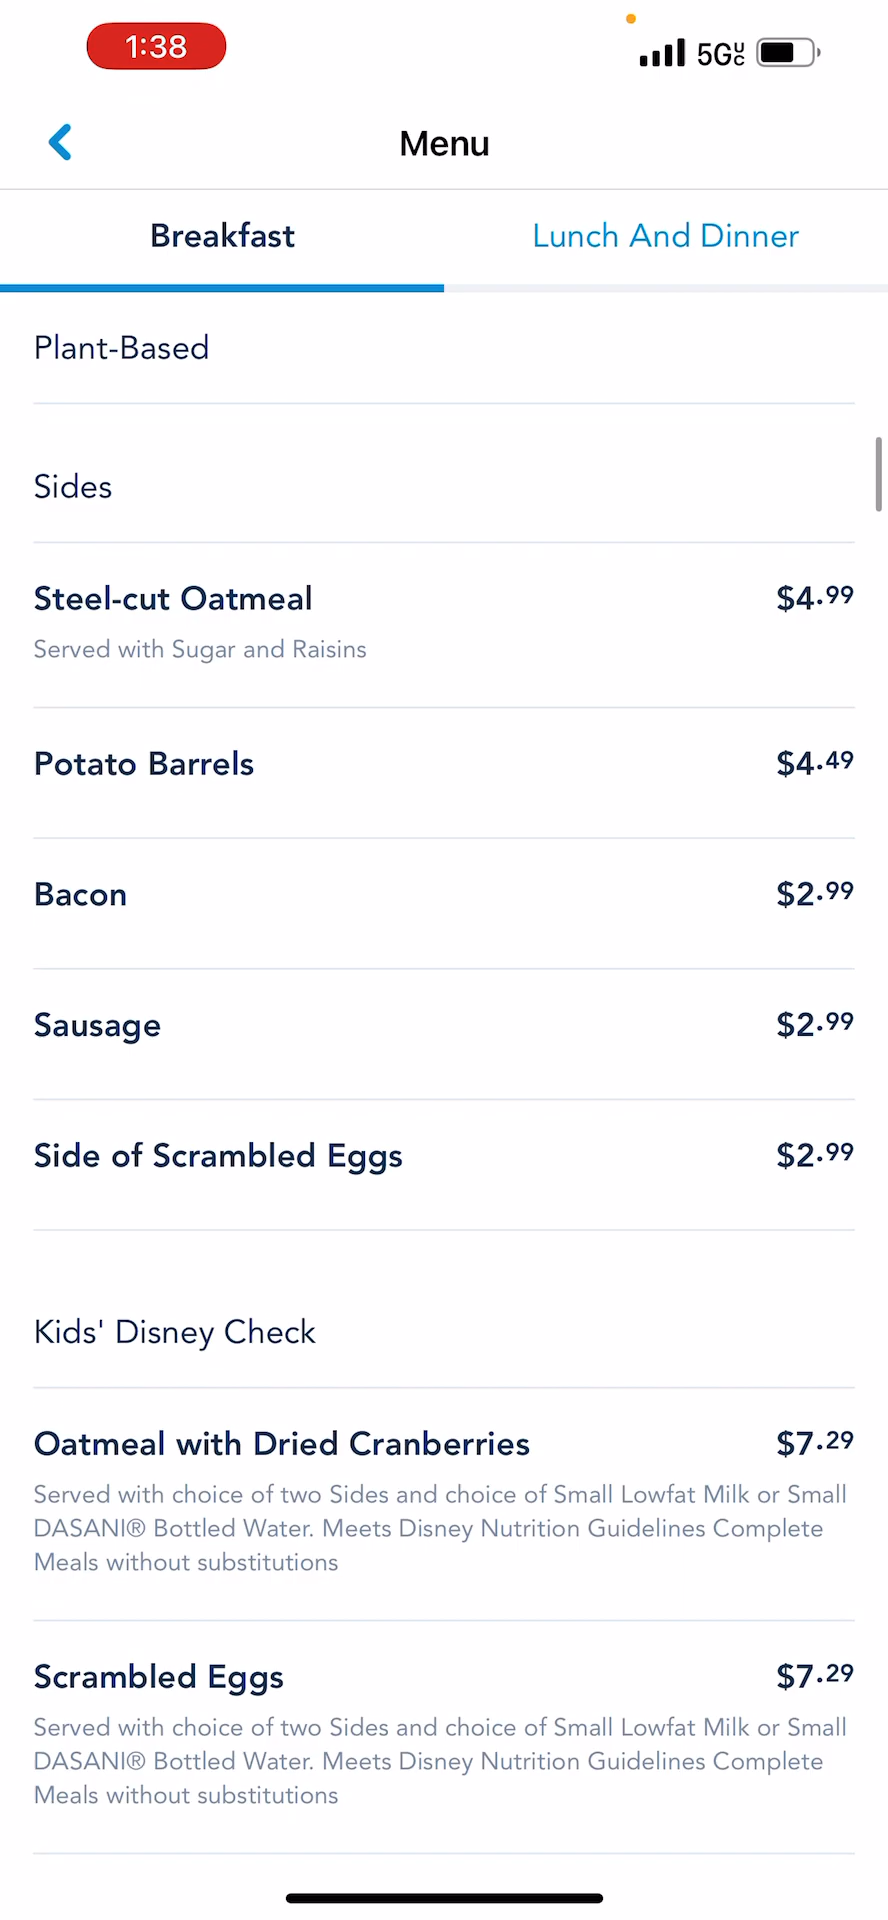 1:38
5GUC
Menu
Breakfast
Lunch And Dinner
Plant-Based
Sides
Steel-cut Oatmeal $4.99
Served with Sugar and Raisins
Potato Barrels $4.49
Bacon $2.99
Sausage $2.99
Side of Scrambled Eggs $2.99
Kids' Disney Check
Oatmeal with Dried Cranberries $7.29
Served with choice of two Sides and choice of Small Lowfat Milk or Small
DASANI® Bottled Water. Meets Disney Nutrition Guidelines Complete
Meals without substitutions
Scrambled Eggs $7.29
Served with choice of two Sides and choice of Small Lowfat Milk or Small
DASANI® Bottled Water. Meets Disney Nutrition Guidelines Complete
Meals without substitutions